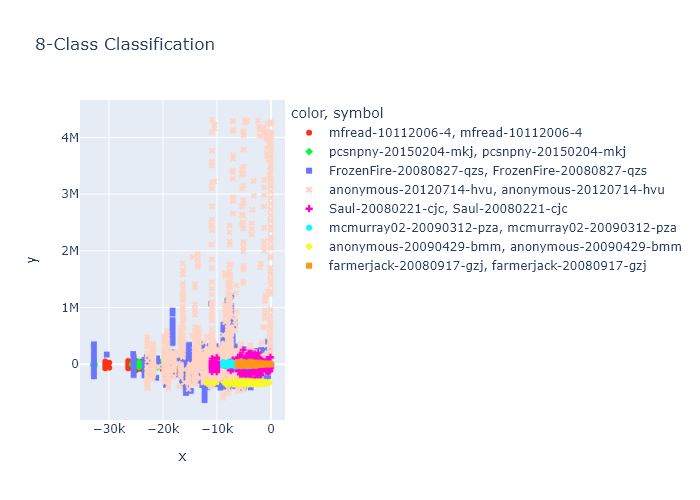 8-Class Classification
color, symbol
mfread-10112006-4, mfread-10112006-4
pcsnpny-20150204-mkj, pcsnpny-20150204-mkj
FrozenFire-20080827-qzs, FrozenFire-20080827-qzs
anonymous-20120714-hvu, anonymous-20120714-hvu
Saul-20080221-cjc, Saul-20080221-cjc
mcmurray02-20090312-pza, mcmurray02-20090312-pza
anonymous-20090429-bmm, anonymous-20090429-bmm
farmerjack-20080917-gzj, farmerjack-20080917-gzj
4M
3M
2M
1M
0
y
−30k −20k −10k 0
x